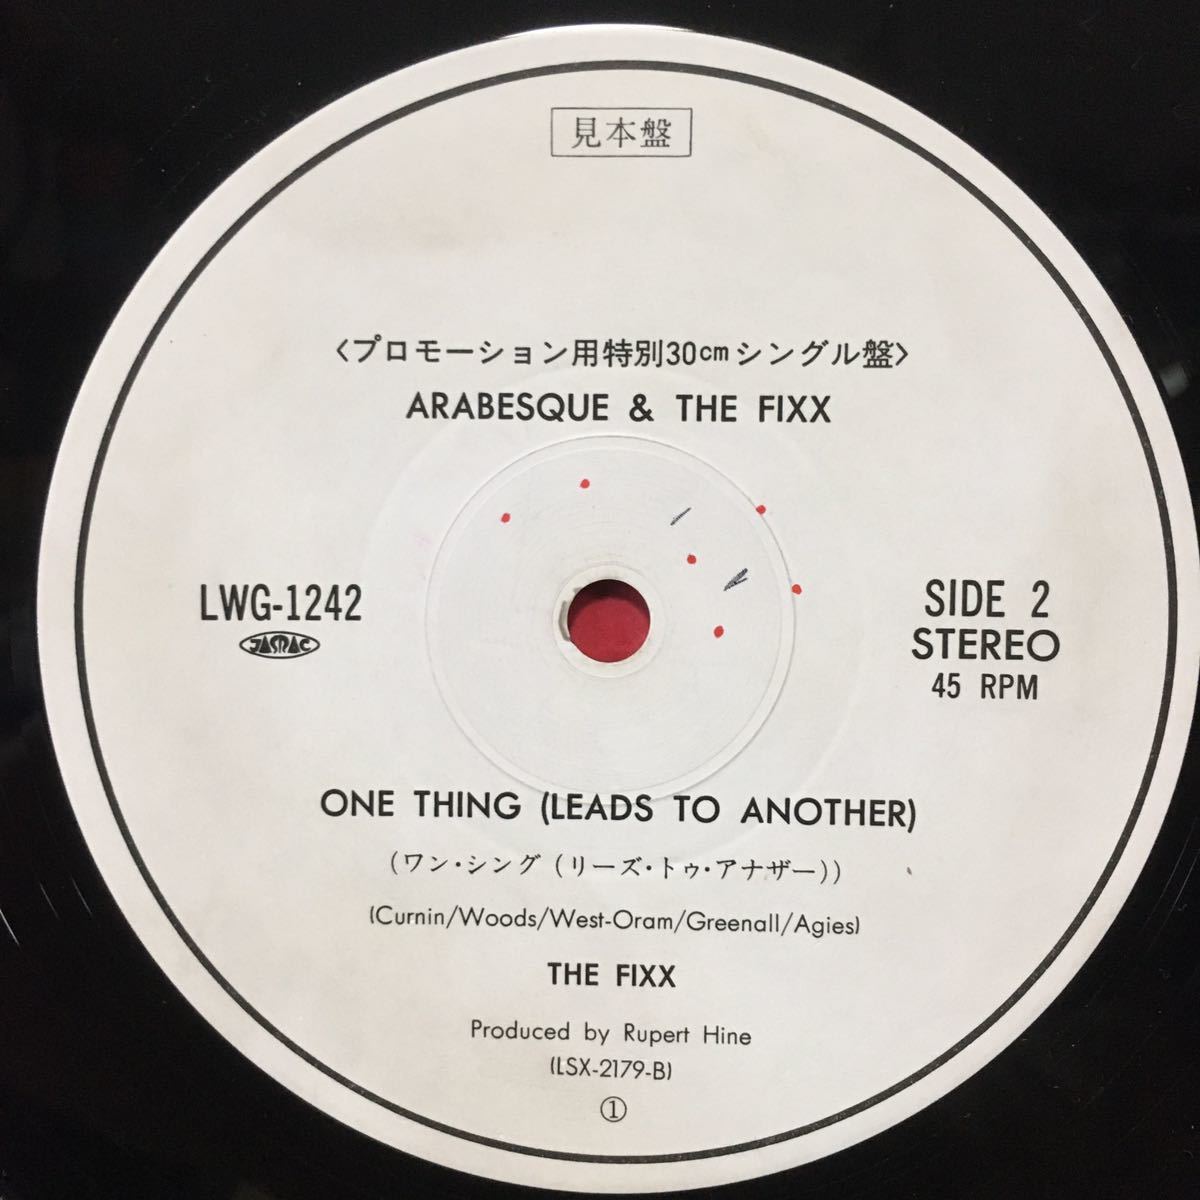 見本盤
〈プロモーション用特別30cmシングル盤〉
ARABESQUE & THE FIXX
LWG-1242
JASRAC
SIDE 2
STEREO
45 RPM
ONE THING (LEADS TO ANOTHER)
(ワン・シング(リーズ・トゥ・アナザー))
(Curnin/Woods/West-Oram/Greenall/Agies)
THE FIXX
Produced by Rupert Hine
(LSX-2179-B)
①